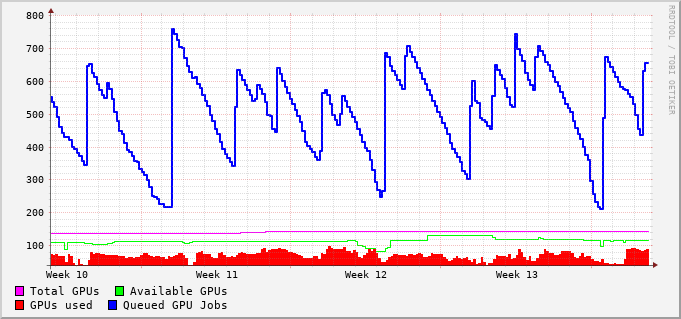 800
700
600
500
400
300
200
100
Week 10 Week 11 Week 12 Week 13
Total GPUs Available GPUs
GPUs used Queued GPU Jobs
RRDTOOL / TOBI OETIKER